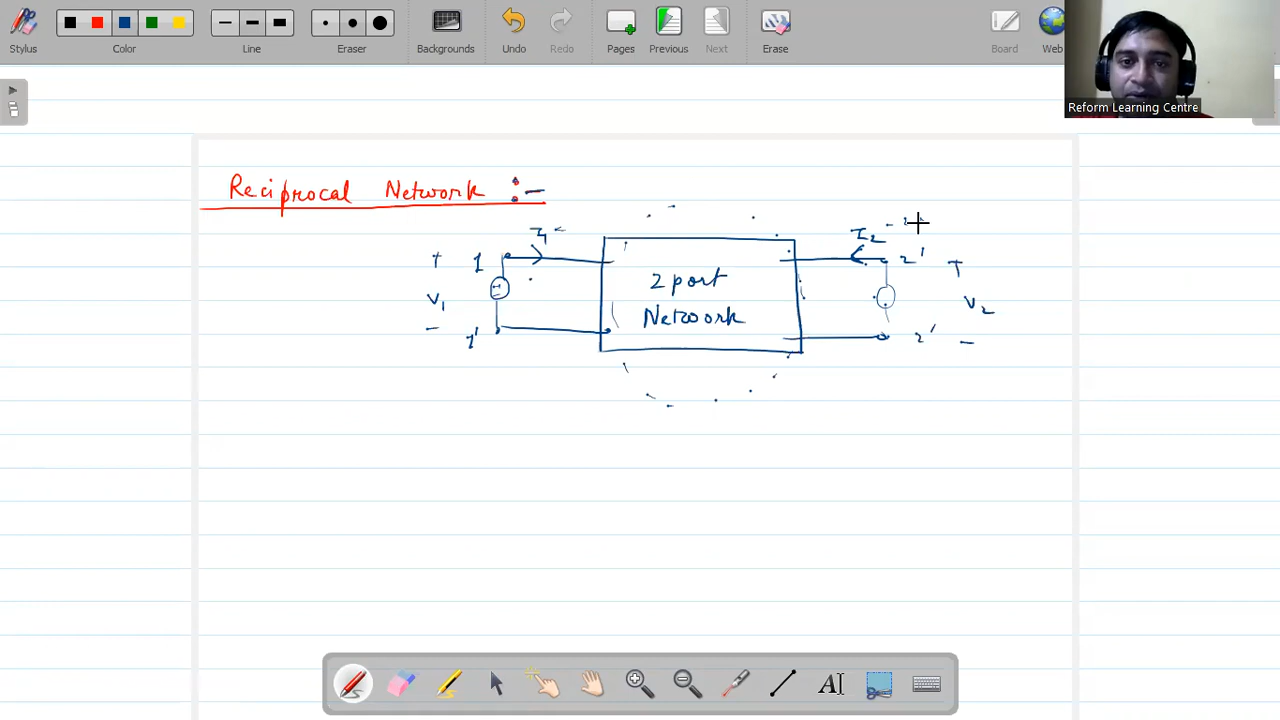 Stylus
Color
Line
Eraser
Backgrounds
Undo
Redo
Pages
Previous
Next
Erase
Board
Web
Reform Learning Centre
Reciprocal Network :-
I1
I2
+ 1
2' +
2 port
V1
V2
Network
- 1'
2' -
AI